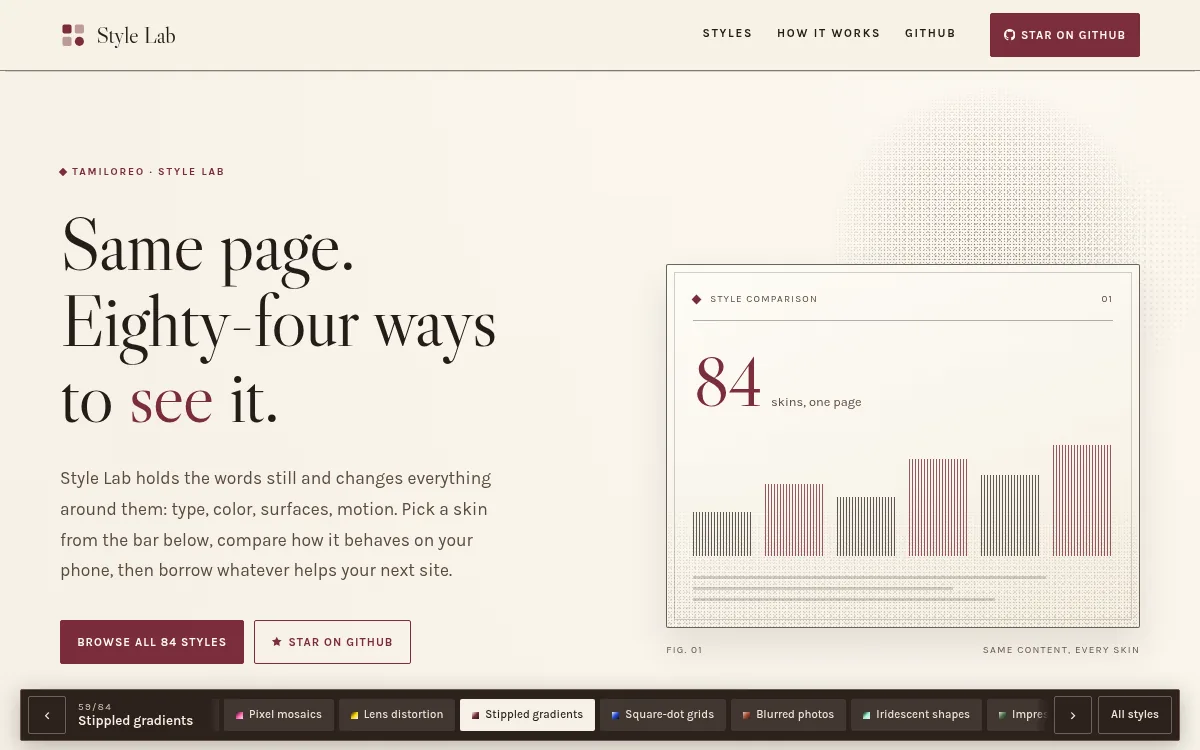 Style Lab
STYLES
HOW IT WORKS
GITHUB
STAR ON GITHUB
TAMILOREO · STYLE LAB
Same page.
Eighty-four ways
to see it.
Style Lab holds the words still and changes everything
around them: type, color, surfaces, motion. Pick a skin
from the bar below, compare how it behaves on your
phone, then borrow whatever helps your next site.
BROWSE ALL 84 STYLES
★ STAR ON GITHUB
STYLE COMPARISON
01
84 skins, one page
FIG. 01
SAME CONTENT, EVERY SKIN
59/84
Stippled gradients
Pixel mosaics
Lens distortion
Stippled gradients
Square-dot grids
Blurred photos
Iridescent shapes
All styles